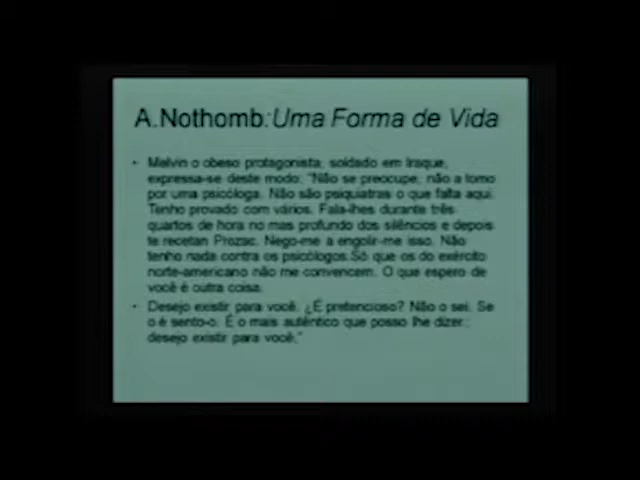 A.Nothomb:Uma Forma de Vida
• Melvin o obeso protagonista, soldado em Iraque,
expressa-se deste modo: "Não se preocupe, não a tomo
por uma psicóloga. Não são psiquiatras o que falta aqui.
Tenho provado com vários. Fala-lhes durante três
quartos de hora no mas profundo dos silêncios e depois
te recetan Prozac. Nego-me a engolir-me isso. Não
tenho nada contra os psicólogos.Só que os do exército
norte-americano não me convencem. O que espero de
você é outra coisa.
• Desejo existir para você. ¿É pretencioso? Não o sei. Se
o é sento-o. É o mais autêntico que posso lhe dizer.:
desejo existir para você."